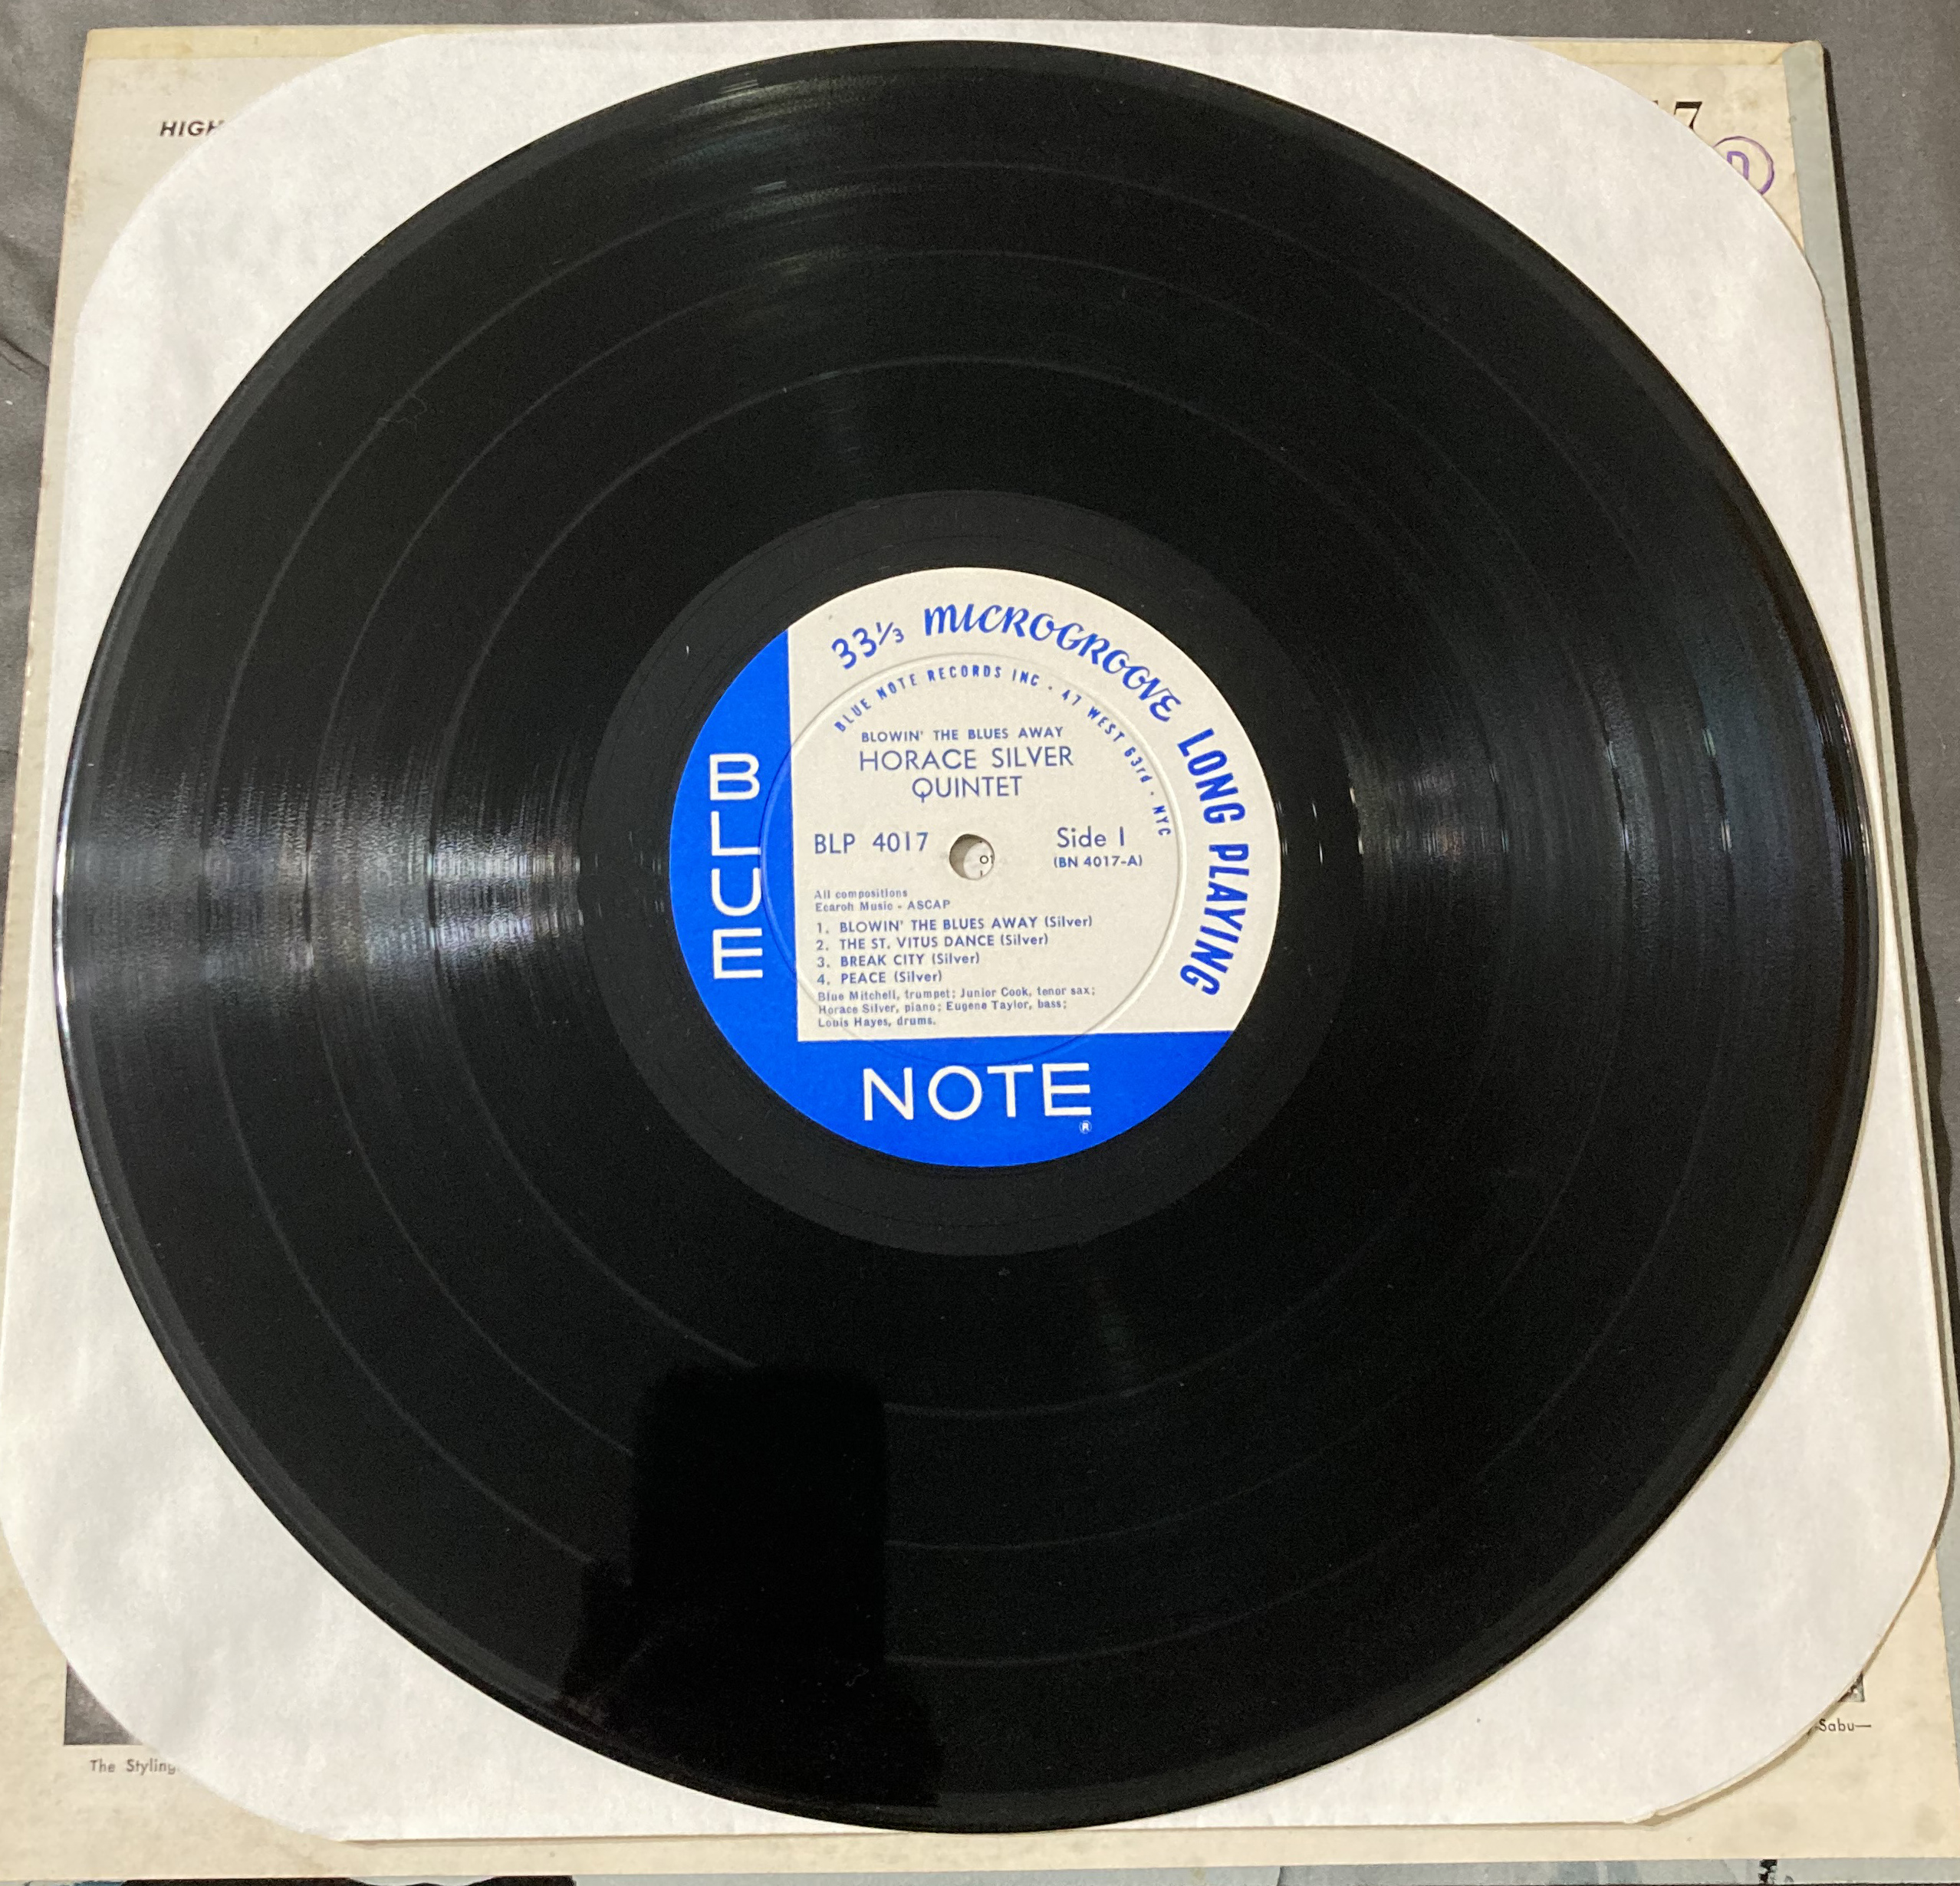 HIGH
7
33⅓ MICROGROOVE LONG PLAYING
BLUE NOTE RECORDS INC · 47 WEST 63rd · NYC
BLOWIN' THE BLUES AWAY
HORACE SILVER
QUINTET
BLP 4017
Side 1
(BN 4017-A)
All compositions
Ecaroh Music - ASCAP
1. BLOWIN' THE BLUES AWAY (Silver)
2. THE ST. VITUS DANCE (Silver)
3. BREAK CITY (Silver)
4. PEACE (Silver)
Blue Mitchell, trumpet; Junior Cook, tenor sax;
Horace Silver, piano; Eugene Taylor, bass;
Louis Hayes, drums.
BLUE
NOTE
®
The Styling
Sabu—